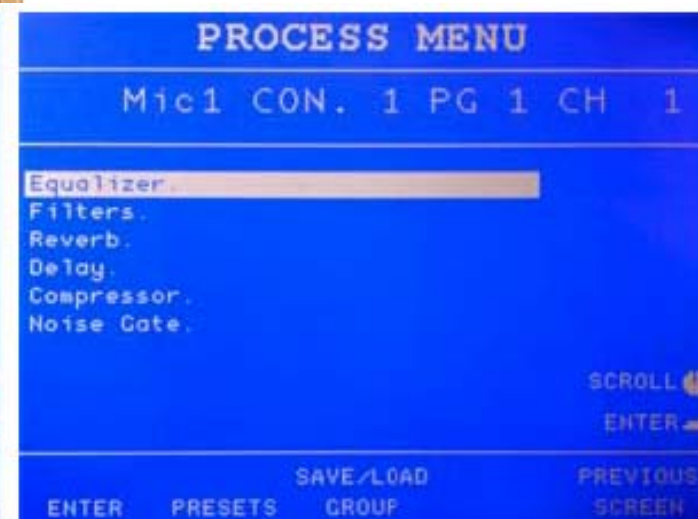 PROCESS MENU
Mic1 CON. 1 PG 1 CH 1
Equalizer.
Filters.
Reverb.
Delay.
Compressor.
Noise Gate.
SCROLL
ENTER
SAVE/LOAD PREVIOUS
ENTER PRESETS GROUP SCREEN